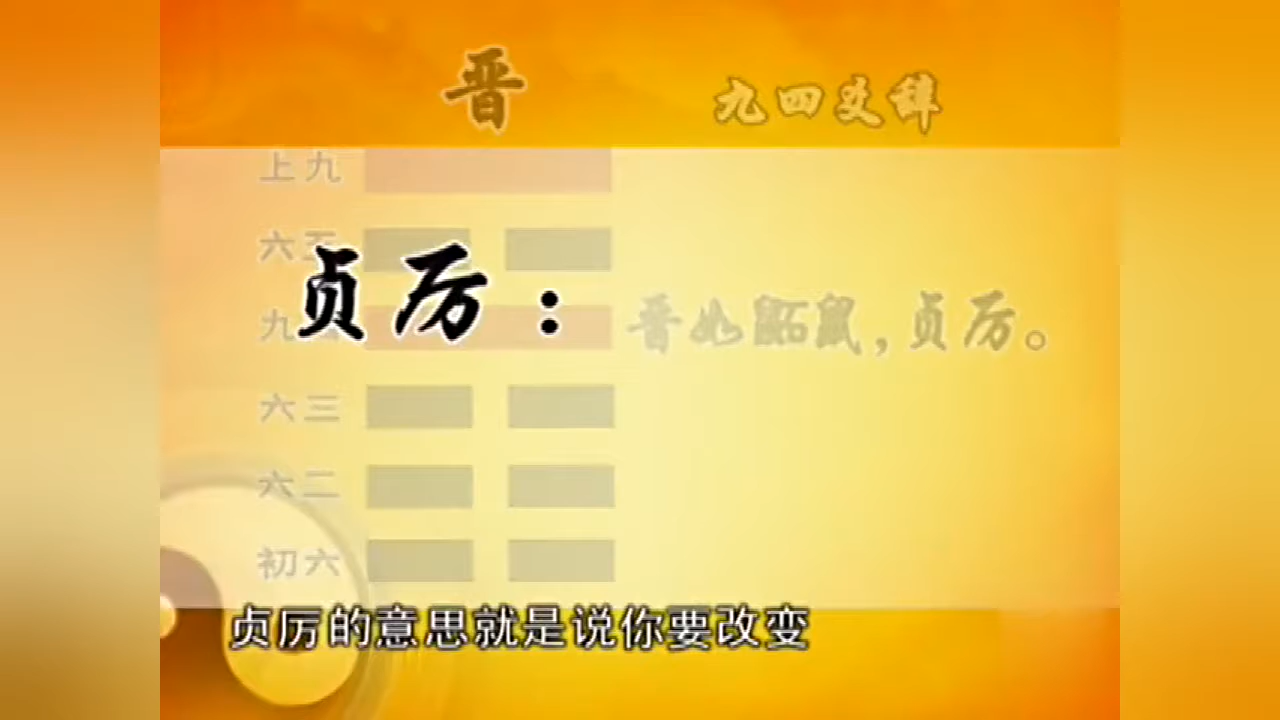 晋
九四爻辞
上九
六五
贞厉：
九四
晋如鼫鼠，贞厉。
六三
六二
初六
贞厉的意思就是说你要改变